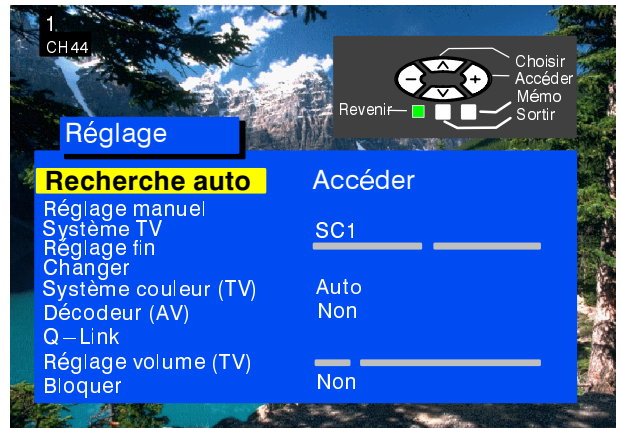 1
CH44
Choisir
Accéder
Mémo
Revenir
Sortir
Réglage
Recherche auto Accéder
Réglage manuel
Système TV SC1
Réglage fin
Changer
Système couleur (TV) Auto
Décodeur (AV) Non
Q–Link
Réglage volume (TV)
Bloquer Non